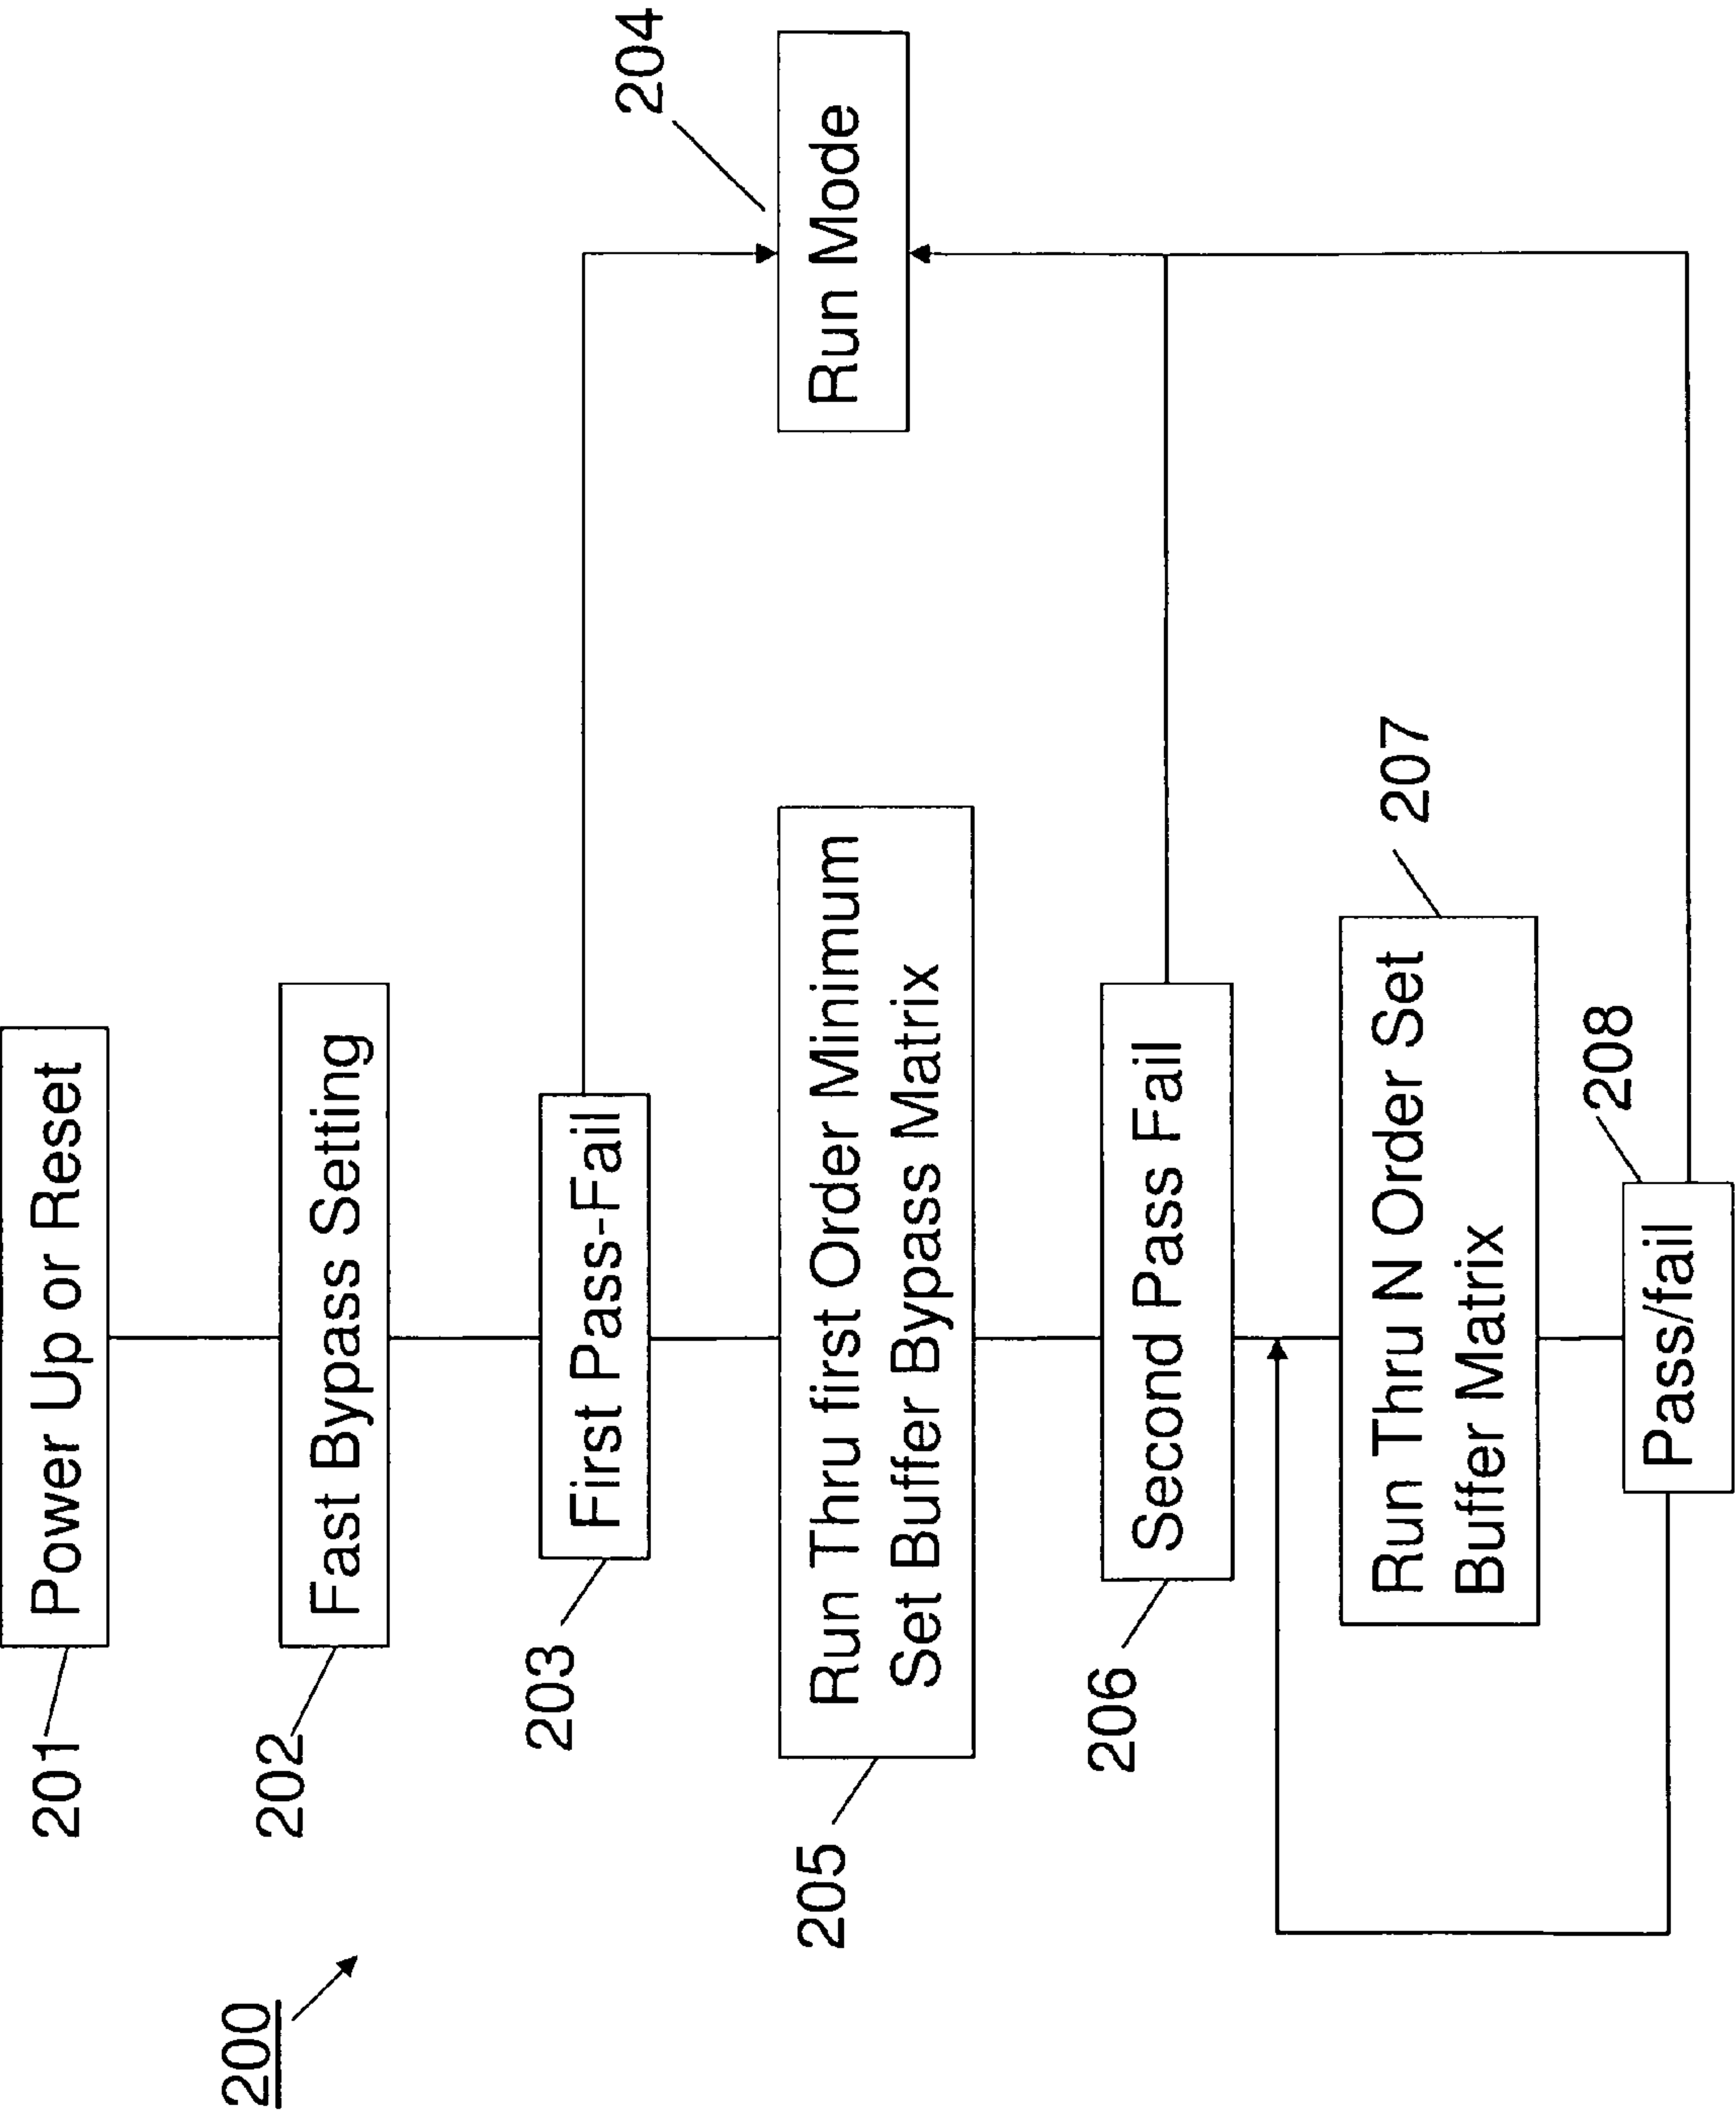 200
201
Power Up or Reset
202
Fast Bypass Setting
203
First Pass-Fail
204
Run Mode
205
Run Thru first Order Minimum
Set Buffer Bypass Matrix
206
Second Pass Fail
207
Run Thru N Order Set
Buffer Matrix
208
Pass/fail